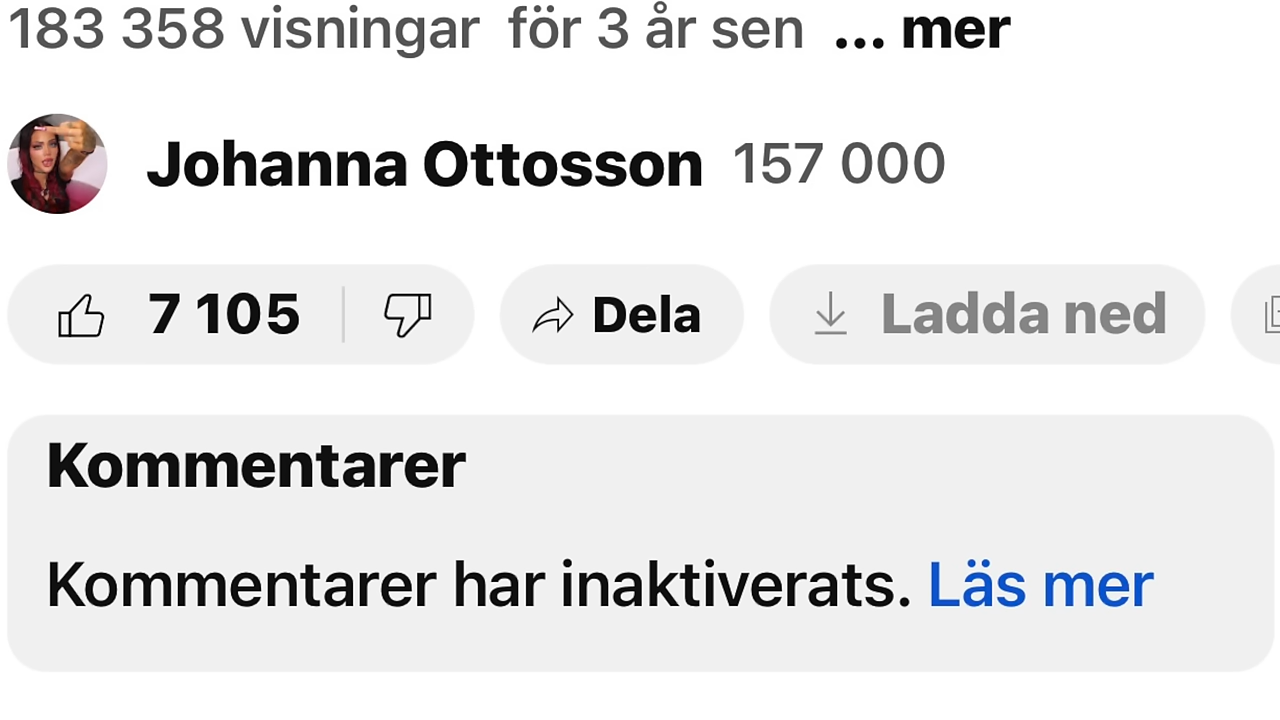 183 358 visningar för 3 år sen ... mer
Johanna Ottosson 157 000
7 105 Dela Ladda ned
Kommentarer
Kommentarer har inaktiverats. Läs mer